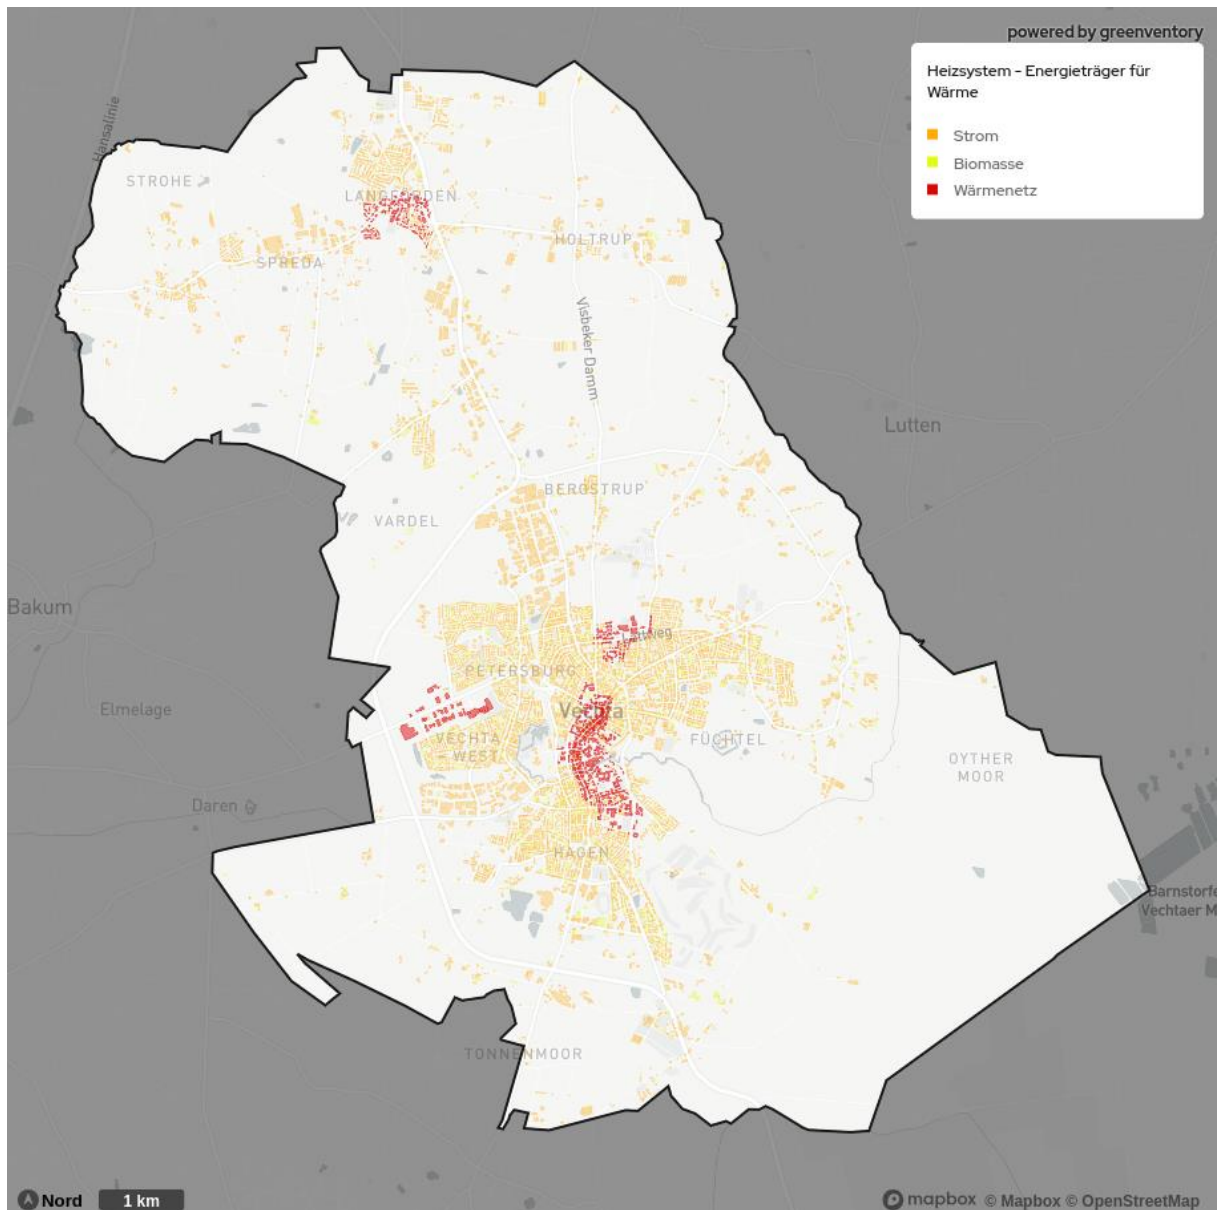 powered by greenventory
Heizsystem - Energieträger für
Wärme
Strom
Biomasse
Wärmenetz
Hansalinie
STROHE
LANGFÖRDEN
HOLTRUP
SPREDA
Visbeker Damm
Lutten
BERGSTRUP
VARDEL
Bakum
Lattweg
PETERSBURG
Elmelage
Vechta
VECHTA
- WEST
FÜCHTEL
OYTHER
MOOR
Daren
HAGEN
Vechtaer M
TONNENMOOR
Nord
1 km
mapbox © Mapbox © OpenStreetMap